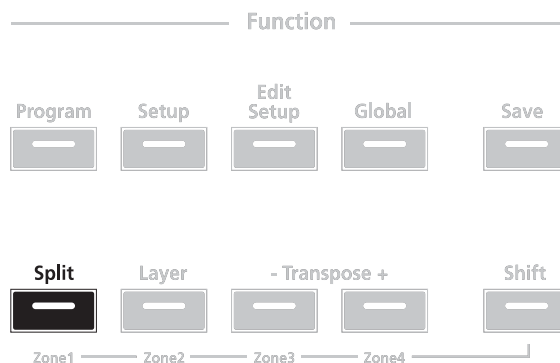 Function
Edit
Program Setup Setup Global Save
Split Layer - Transpose + Shift
Zone1 Zone2 Zone3 Zone4